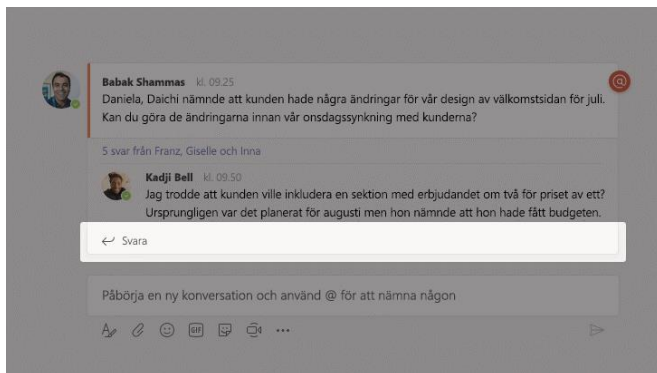 Babak Shammas kl. 09.25
Daniela, Daichi nämnde att kunden hade några ändringar för vår design av välkomstsidan för juli.
Kan du göra de ändringarna innan vår onsdagssynkning med kunderna?
5 svar från Franz, Giselle och Inna
Kadji Bell kl. 09.50
Jag trodde att kunden ville inkludera en sektion med erbjudandet om två för priset av ett?
Ursprungligen var det planerat för augusti men hon nämnde att hon hade fått budgeten.
Svara
Påbörja en ny konversation och använd @ för att nämna någon
GIF